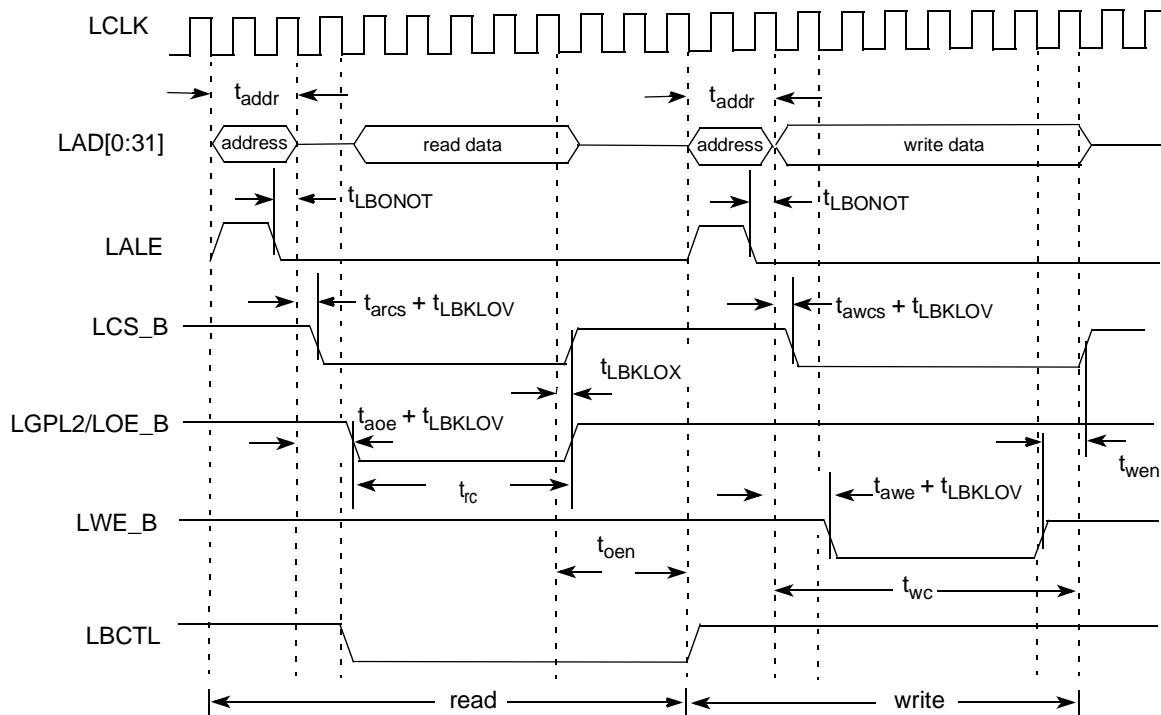 LCLK
t_addr t_addr
LAD[0:31] address read data address write data
t_LBONOT t_LBONOT
LALE
t_arcs + t_LBKLOV t_awcs + t_LBKLOV
LCS_B
t_LBKLOX
t_aoe + t_LBKLOV
LGPL2/LOE_B
t_wen
t_rc t_awe + t_LBKLOV
LWE_B
t_oen
t_wc
LBCTL
read write